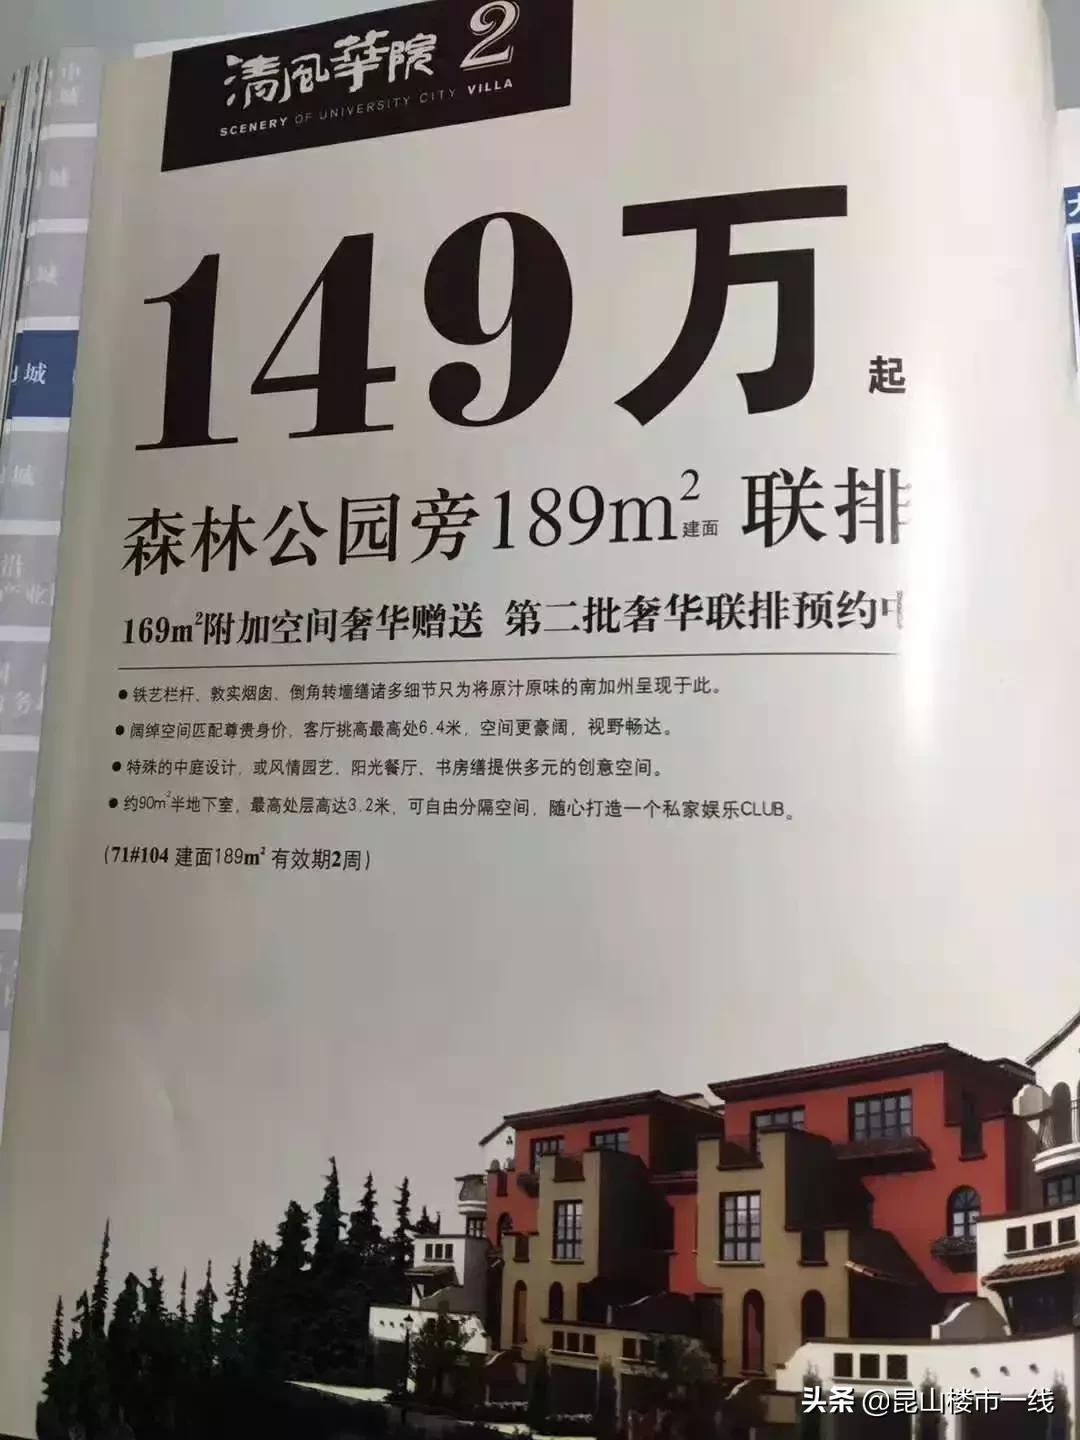 清风華院 2
SCENERY OF UNIVERSITY CITY VILLA
149万起
森林公园旁189m²建面 联排
169m²附加空间奢华赠送 第二批奢华联排预约中
●铁艺栏杆、敦实烟囱、倒角转墙缮诸多细节只为将原汁原味的南加州呈现于此。
●阔绰空间匹配尊贵身价，客厅挑高最高处6.4米，空间更豪阔，视野畅达。
●特殊的中庭设计，或风情园艺、阳光餐厅、书房缮提供多元的创意空间。
●约90m²半地下室，最高处层高达3.2米，可自由分隔空间，随心打造一个私家娱乐CLUB。
(71#104 建面189m² 有效期2周)
城
头条 @昆山楼市一线